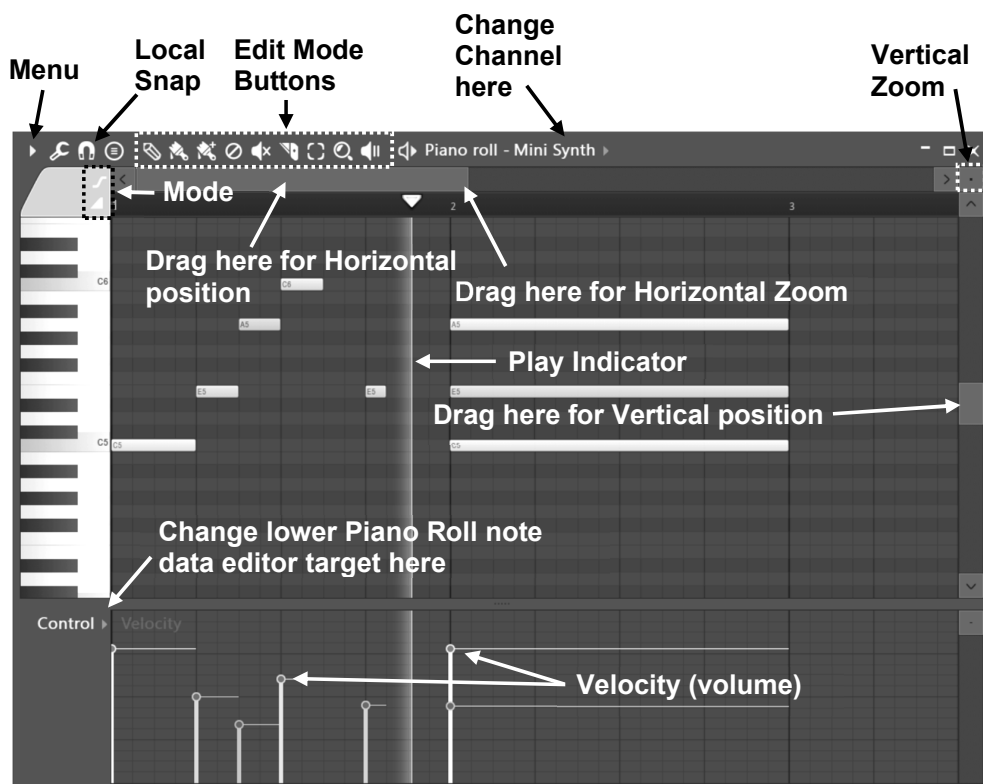 Menu
Local
Snap
Edit Mode
Buttons
Change
Channel
here
Vertical
Zoom
Piano roll - Mini Synth
Mode
2
3
Drag here for Horizontal
position
C6
C6
Drag here for Horizontal Zoom
A5
A5
Play Indicator
E5
E5
E5
Drag here for Vertical position
C5
C5
C5
Change lower Piano Roll note
data editor target here
Control
Velocity
Velocity (volume)